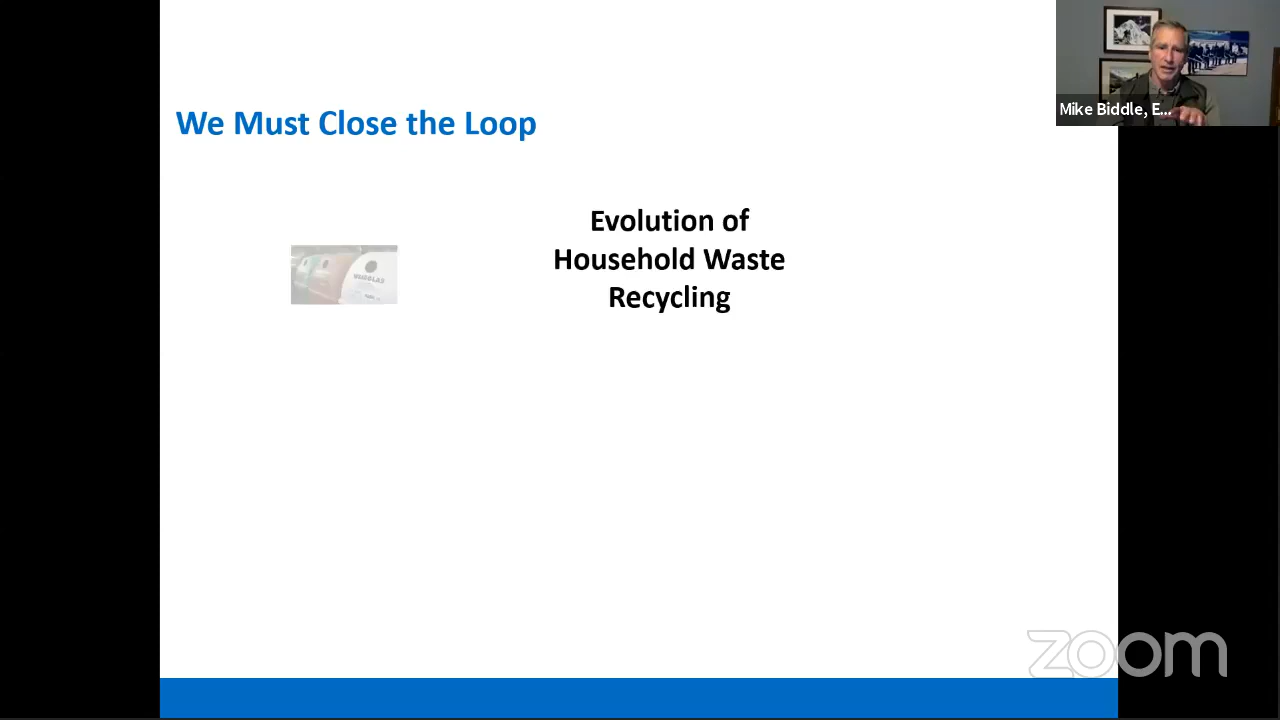 We Must Close the Loop
Evolution of
Household Waste
Recycling
Mike Biddle, E...
zoom